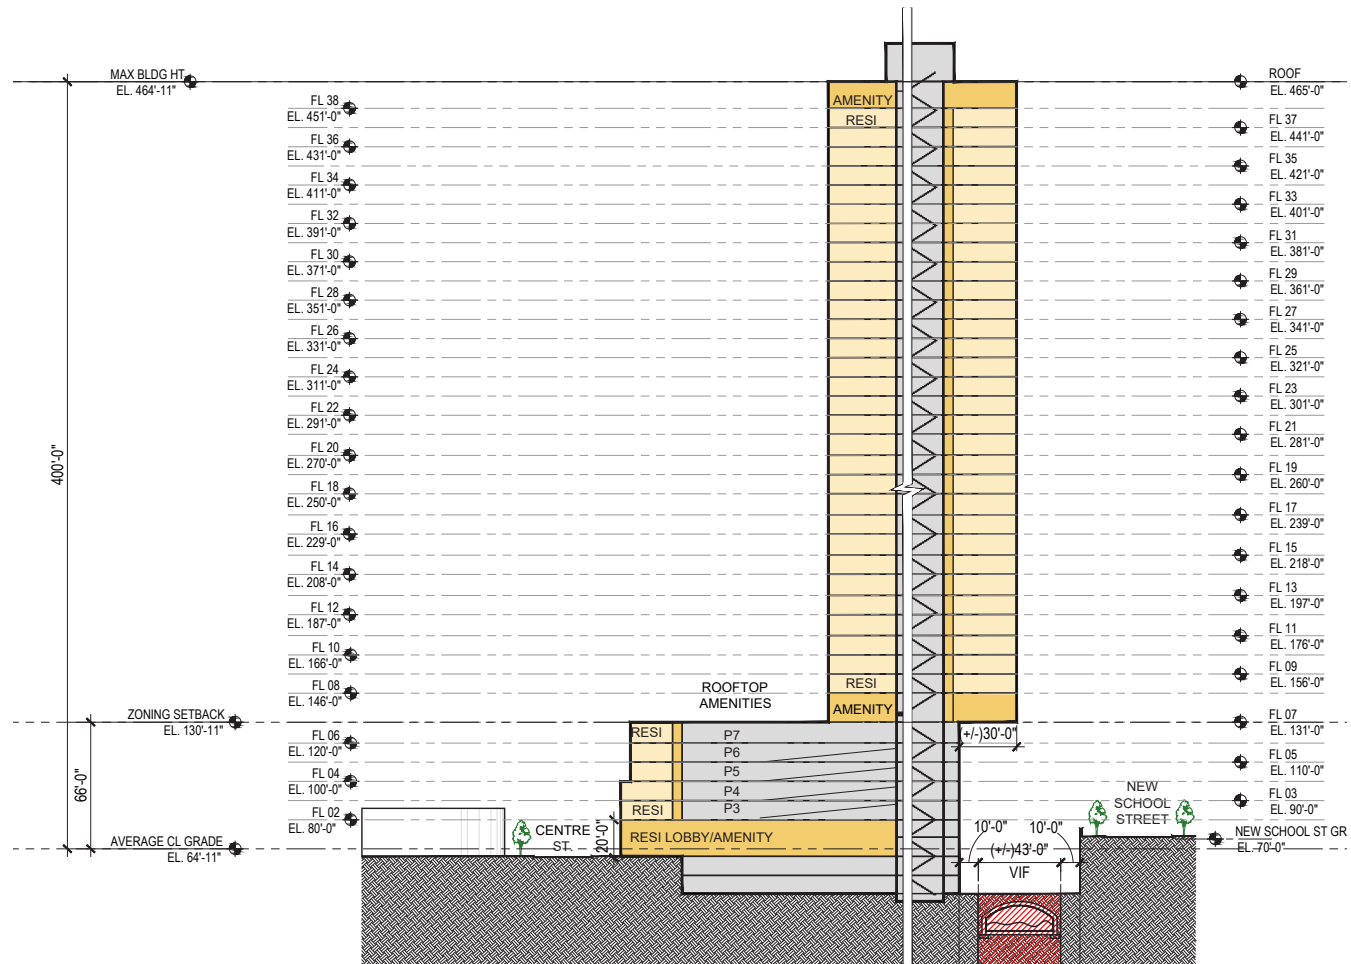 MAX BLDG HT
EL. 464'-11"
FL 38
EL. 451'-0"
FL 36
EL. 431'-0"
FL 34
EL. 411'-0"
FL 32
EL. 391'-0"
FL 30
EL. 371'-0"
FL 28
EL. 351'-0"
FL 26
EL. 331'-0"
FL 24
EL. 311'-0"
FL 22
EL. 291'-0"
FL 20
EL. 270'-0"
FL 18
EL. 250'-0"
FL 16
EL. 229'-0"
FL 14
EL. 208'-0"
FL 12
EL. 187'-0"
FL 10
EL. 166'-0"
FL 08
EL. 146'-0"
ZONING SETBACK
EL. 130'-11"
FL 06
EL. 120'-0"
FL 04
EL. 100'-0"
FL 02
EL. 80'-0"
AVERAGE CL GRADE
EL. 64'-11"
400'-0"
66'-0"
AMENITY
RESI
RESI
AMENITY
ROOFTOP
AMENITIES
RESI
P7
P6
P5
P4
P3
RESI
RESI LOBBY/AMENITY
CENTRE
ST
20'-0"
(+/-)30'-0"
10'-0"
10'-0"
(+/-)43'-0"
VIF
NEW
SCHOOL
STREET
ROOF
EL. 465'-0"
FL 37
EL. 441'-0"
FL 35
EL. 421'-0"
FL 33
EL. 401'-0"
FL 31
EL. 381'-0"
FL 29
EL. 361'-0"
FL 27
EL. 341'-0"
FL 25
EL. 321'-0"
FL 23
EL. 301'-0"
FL 21
EL. 281'-0"
FL 19
EL. 260'-0"
FL 17
EL. 239'-0"
FL 15
EL. 218'-0"
FL 13
EL. 197'-0"
FL 11
EL. 176'-0"
FL 09
EL. 156'-0"
FL 07
EL. 131'-0"
FL 05
EL. 110'-0"
FL 03
EL. 90'-0"
NEW SCHOOL ST GR
EL. 70'-0"